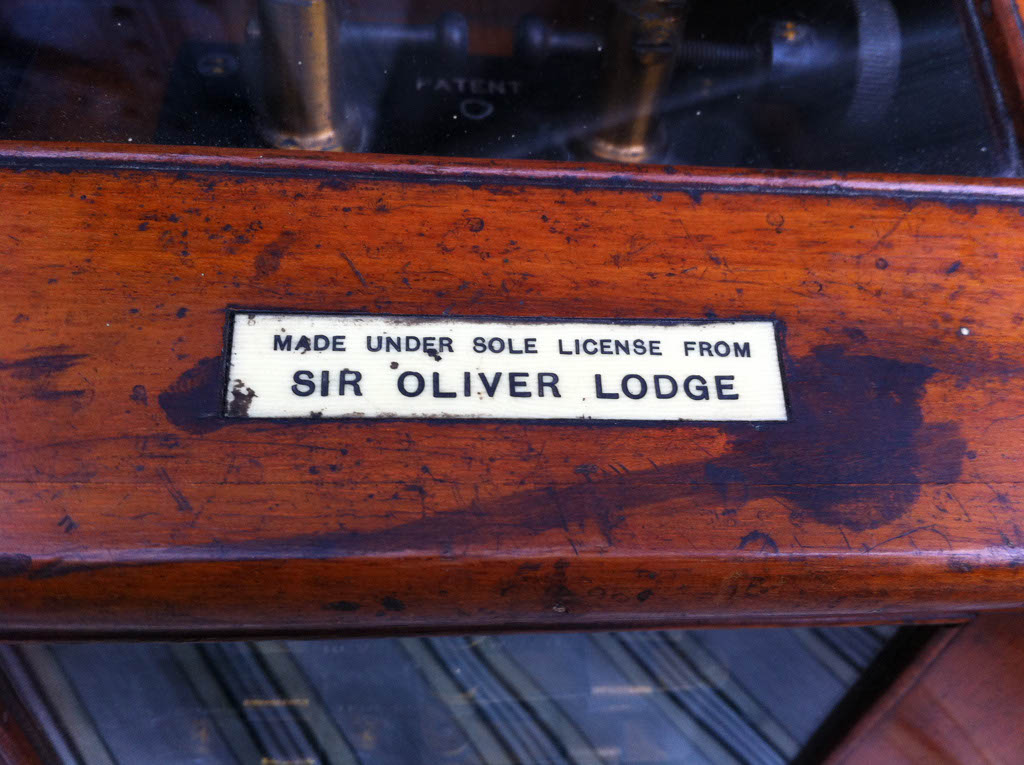 PATENT
MADE UNDER SOLE LICENSE FROM
SIR OLIVER LODGE